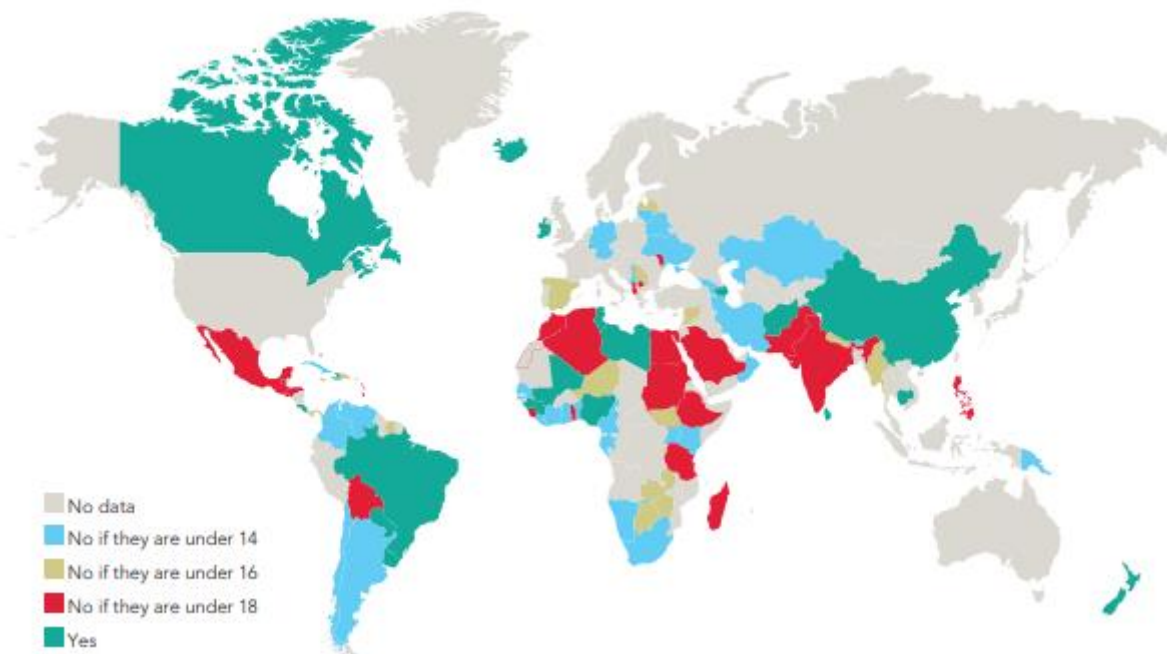 No data
No if they are under 14
No if they are under 16
No if they are under 18
Yes